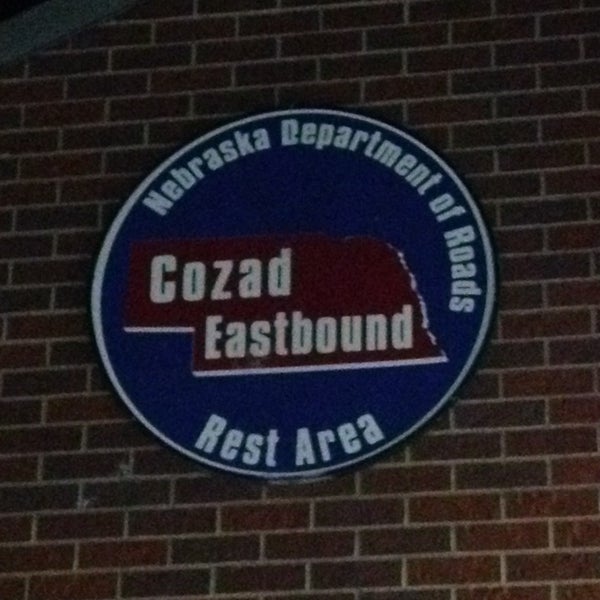 Nebraska Department of Roads
Cozad
Eastbound
Rest Area